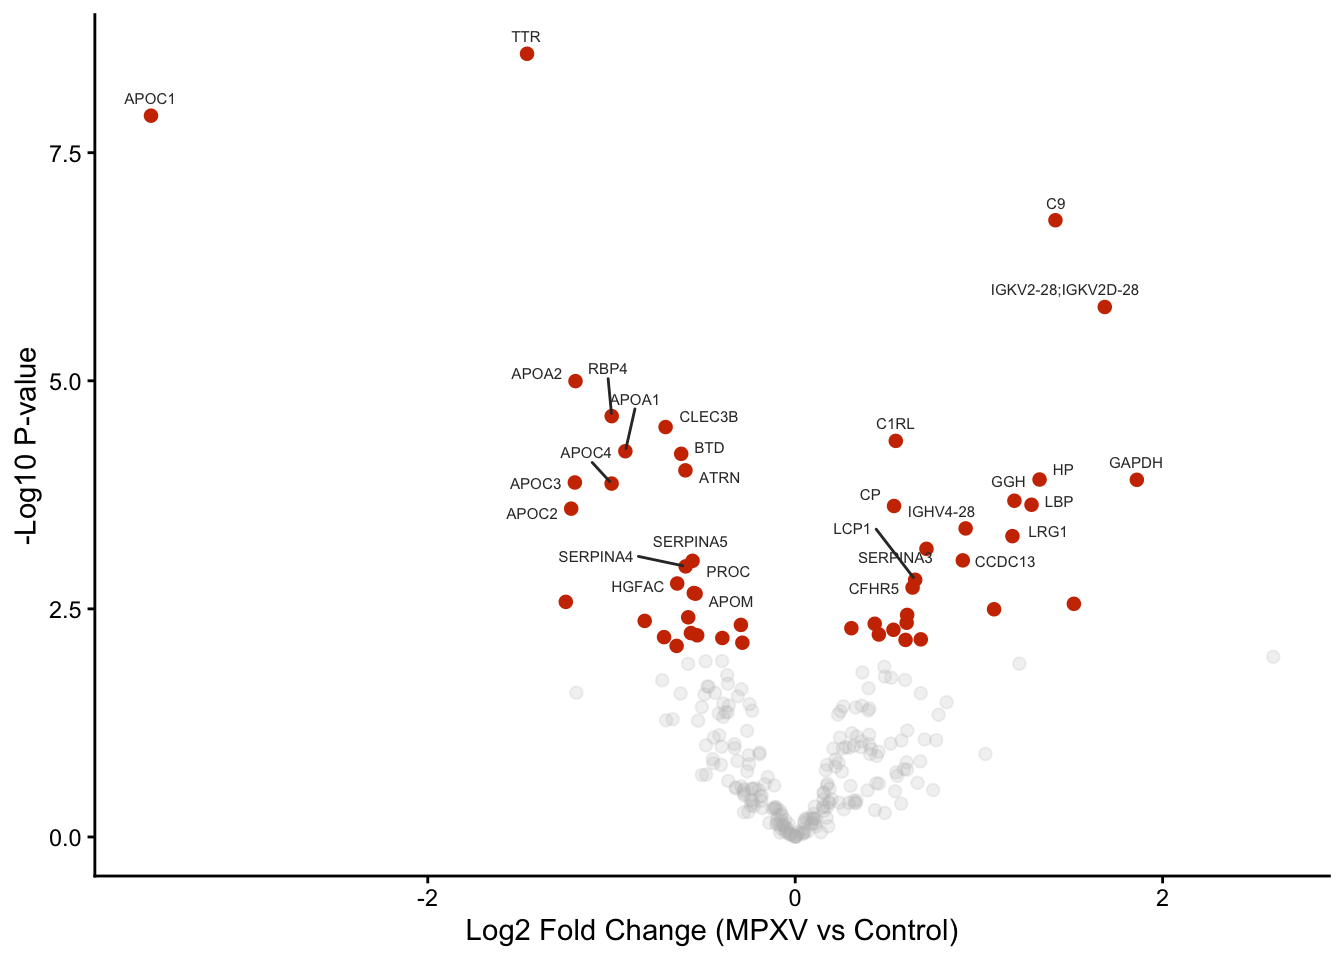 TTR
APOC1
7.5
C9
IGKV2-28;IGKV2D-28
RBP4
APOA2
5.0
APOA1
CLEC3B
C1RL
BTD
APOC4
HP
GAPDH
ATRN
APOC3
GGH
CP
LBP
APOC2
IGHV4-28
LCP1
LRG1
SERPINA5
SERPINA4
SERPINA3
CCDC13
PROC
HGFAC
CFHR5
APOM
2.5
0.0
-2
0
2
Log2 Fold Change (MPXV vs Control)
-Log10 P-value